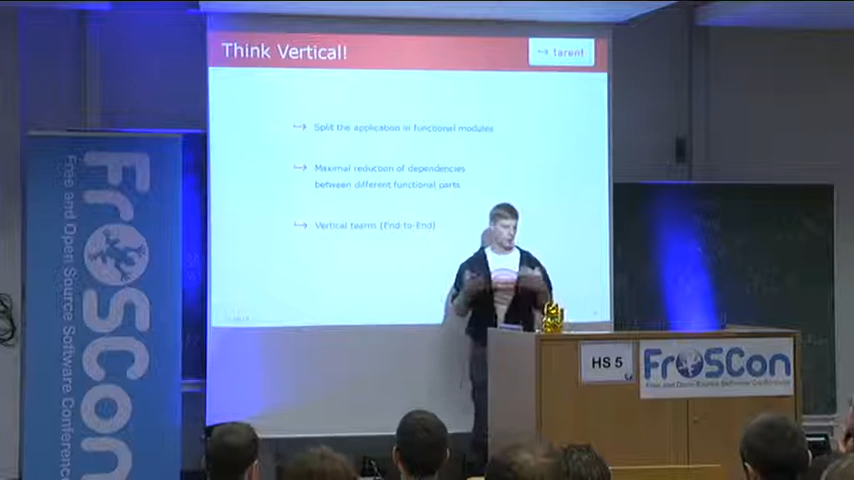 Think Vertical!
tarent
Split the application in functional modules
Maximal reduction of dependencies
between different functional parts
Vertical teams (End-to-End)
FrOSCon
Free and Open Source Software Conference
HS 5
FrOSCon
Free and Open Source Software Conference